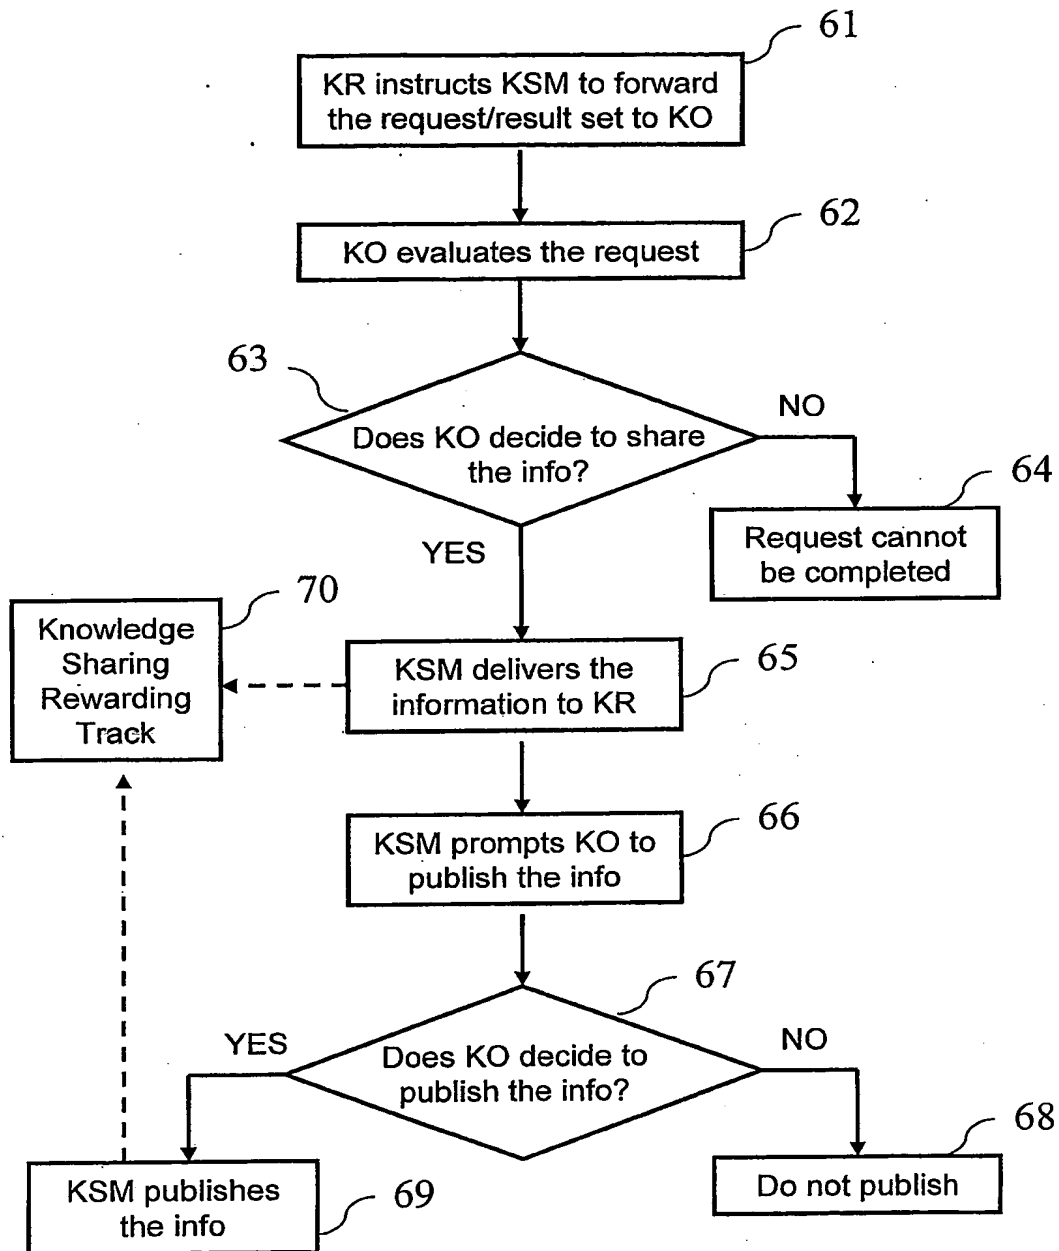 61
KR instructs KSM to forward
the request/result set to KO
62
KO evaluates the request
63
Does KO decide to share
the info?
NO
64
Request cannot
be completed
YES
70
Knowledge
Sharing
Rewarding
Track
65
KSM delivers the
information to KR
66
KSM prompts KO to
publish the info
67
YES
Does KO decide to
publish the info?
NO
68
Do not publish
69
KSM publishes
the info